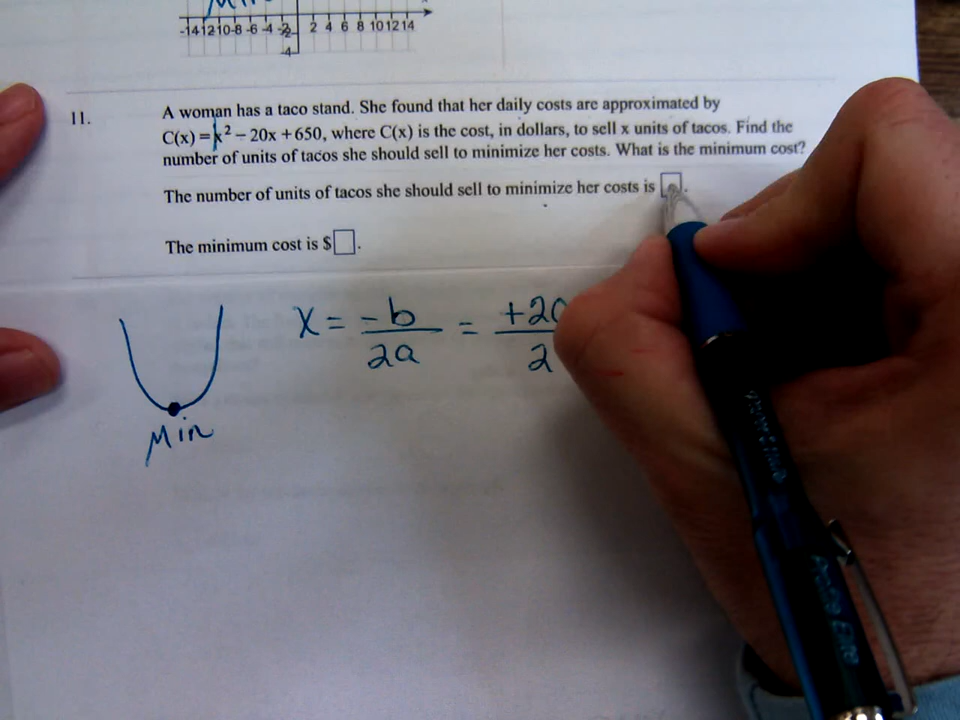 -14 12 10 -8 -6 -4 -2 2 4 6 8 10 12 14
-4
11. A woman has a taco stand. She found that her daily costs are approximated by
C(x) = x² − 20x + 650, where C(x) is the cost, in dollars, to sell x units of tacos. Find the
number of units of tacos she should sell to minimize her costs. What is the minimum cost?
The number of units of tacos she should sell to minimize her costs is □.
The minimum cost is $□.
x = -b/2a = +20/2
Min